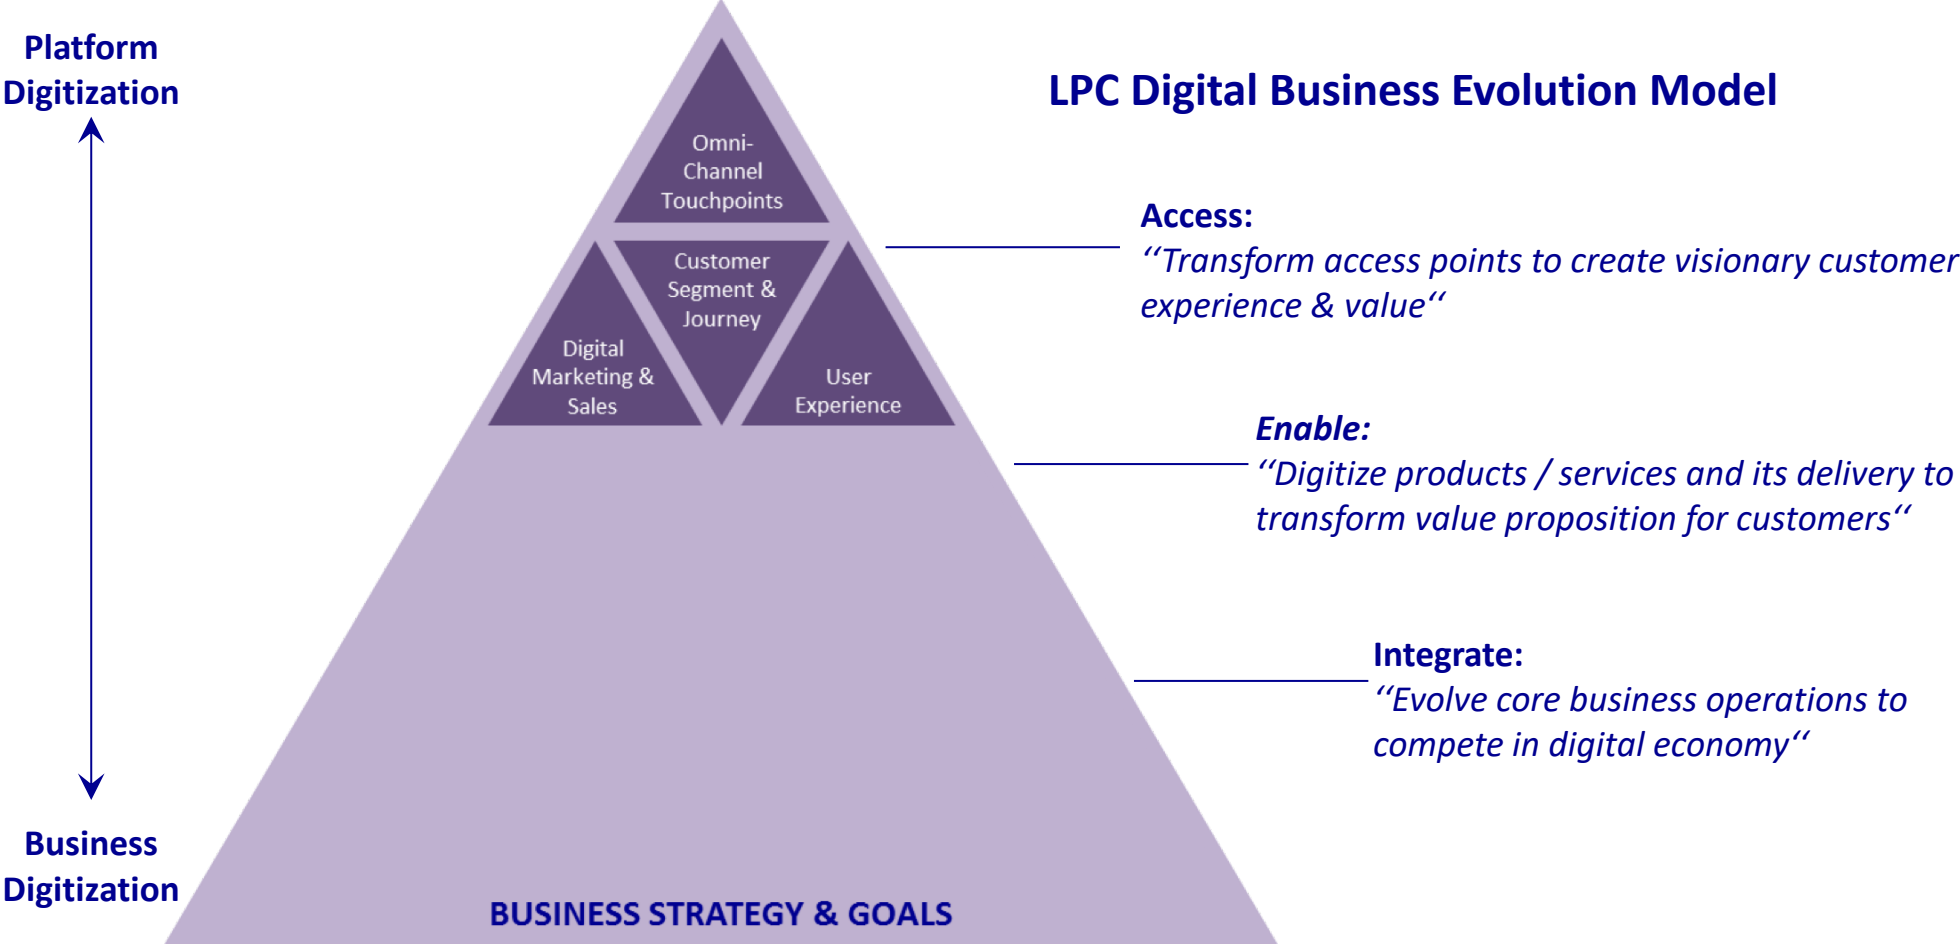 Platform
Digitization
LPC Digital Business Evolution Model
Omni-
Channel
Touchpoints
Access:
‘‘Transform access points to create visionary customer
experience & value‘‘
Customer
Segment &
Journey
Digital
Marketing &
Sales
User
Experience
Enable:
‘‘Digitize products / services and its delivery to
transform value proposition for customers‘‘
Integrate:
‘‘Evolve core business operations to
compete in digital economy‘‘
Business
Digitization
BUSINESS STRATEGY & GOALS